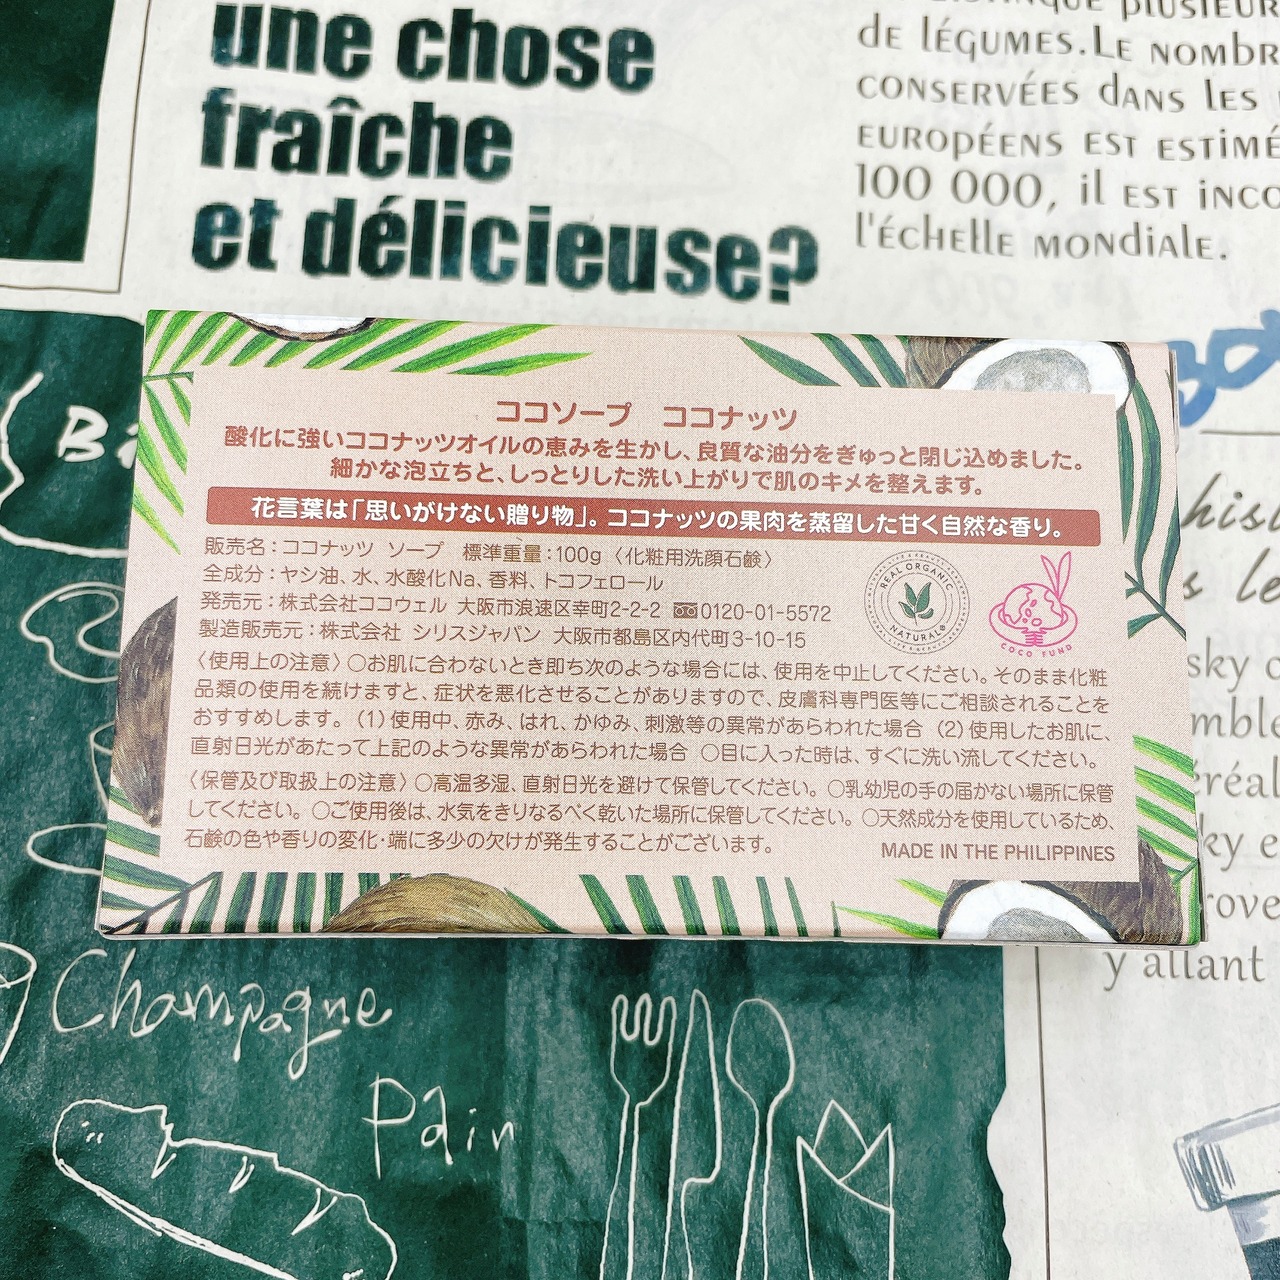 une chose
fraîche
et délicieuse?
DE LÉGUMES. LE NOMBR
CONSERVÉES DANS LES
EUROPÉENS EST ESTIMÉ
100 000, IL EST INCO
L'ÉCHELLE MONDIALE.
ココソープ ココナッツ
酸化に強いココナッツオイルの恵みを生かし、良質な油分をぎゅっと閉じ込めました。
細かな泡立ちと、しっとりした洗い上がりで肌のキメを整えます。
花言葉は「思いがけない贈り物」。ココナッツの果肉を蒸留した甘く自然な香り。
販売名：ココナッツ ソープ 標準重量：100g〈化粧用洗顔石鹸〉
全成分：ヤシ油、水、水酸化Na、香料、トコフェロール
発売元：株式会社ココウェル 大阪市浪速区幸町2-2-2 0120-01-5572
製造販売元：株式会社 シリスジャパン 大阪市都島区内代町3-10-15
REAL ORGANIC
NATURAL®
COCO FUND
〈使用上の注意〉○お肌に合わないとき即ち次のような場合には、使用を中止してください。そのまま化粧
品類の使用を続けますと、症状を悪化させることがありますので、皮膚科専門医等にご相談されることを
おすすめします。(1)使用中、赤み、はれ、かゆみ、刺激等の異常があらわれた場合 (2)使用したお肌に、
直射日光があたって上記のような異常があらわれた場合 ○目に入った時は、すぐに洗い流してください。
〈保管及び取扱上の注意〉○高温多湿、直射日光を避けて保管してください。○乳幼児の手の届かない場所に保管
してください。○ご使用後は、水気をきりなるべく乾いた場所に保管してください。○天然成分を使用しているため、
石鹸の色や香りの変化・端に多少の欠けが発生することがございます。
MADE IN THE PHILIPPINES
y allant
Champagne
Pain